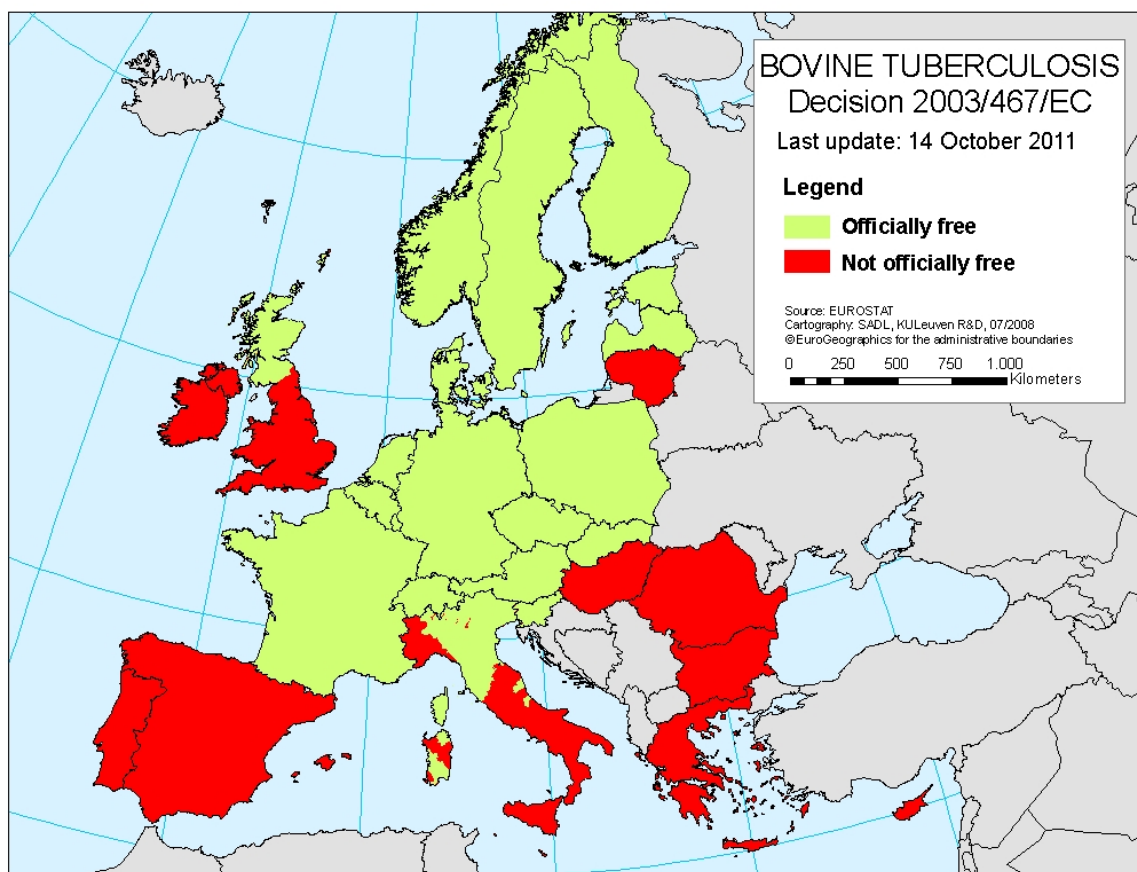 BOVINE TUBERCULOSIS
Decision 2003/467/EC
Last update: 14 October 2011
Legend
Officially free
Not officially free
Source: EUROSTAT
Cartography: SADL, KULeuven R&D, 07/2008
©EuroGeographics for the administrative boundaries
0 250 500 750 1.000
Kilometers